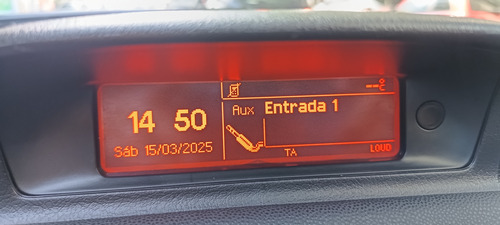 --°C
Aux Entrada 1
14 50
Sáb 15/03/2025
TA LOUD